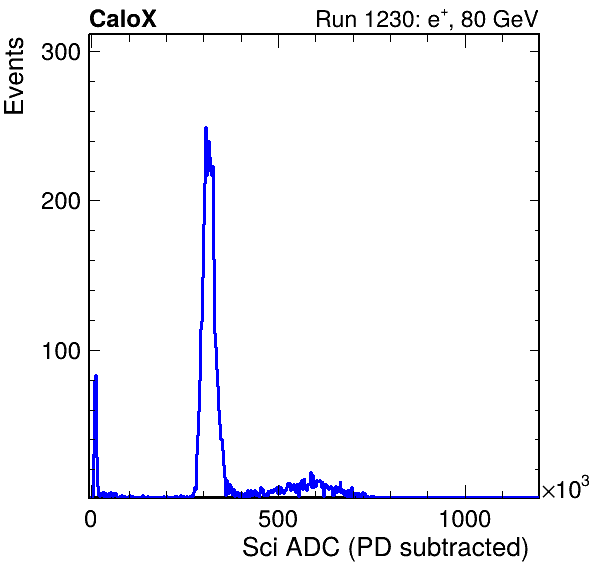 CaloX Run 1230: e⁺, 80 GeV
Events
300
200
100
0 500 1000 ×10³
Sci ADC (PD subtracted)